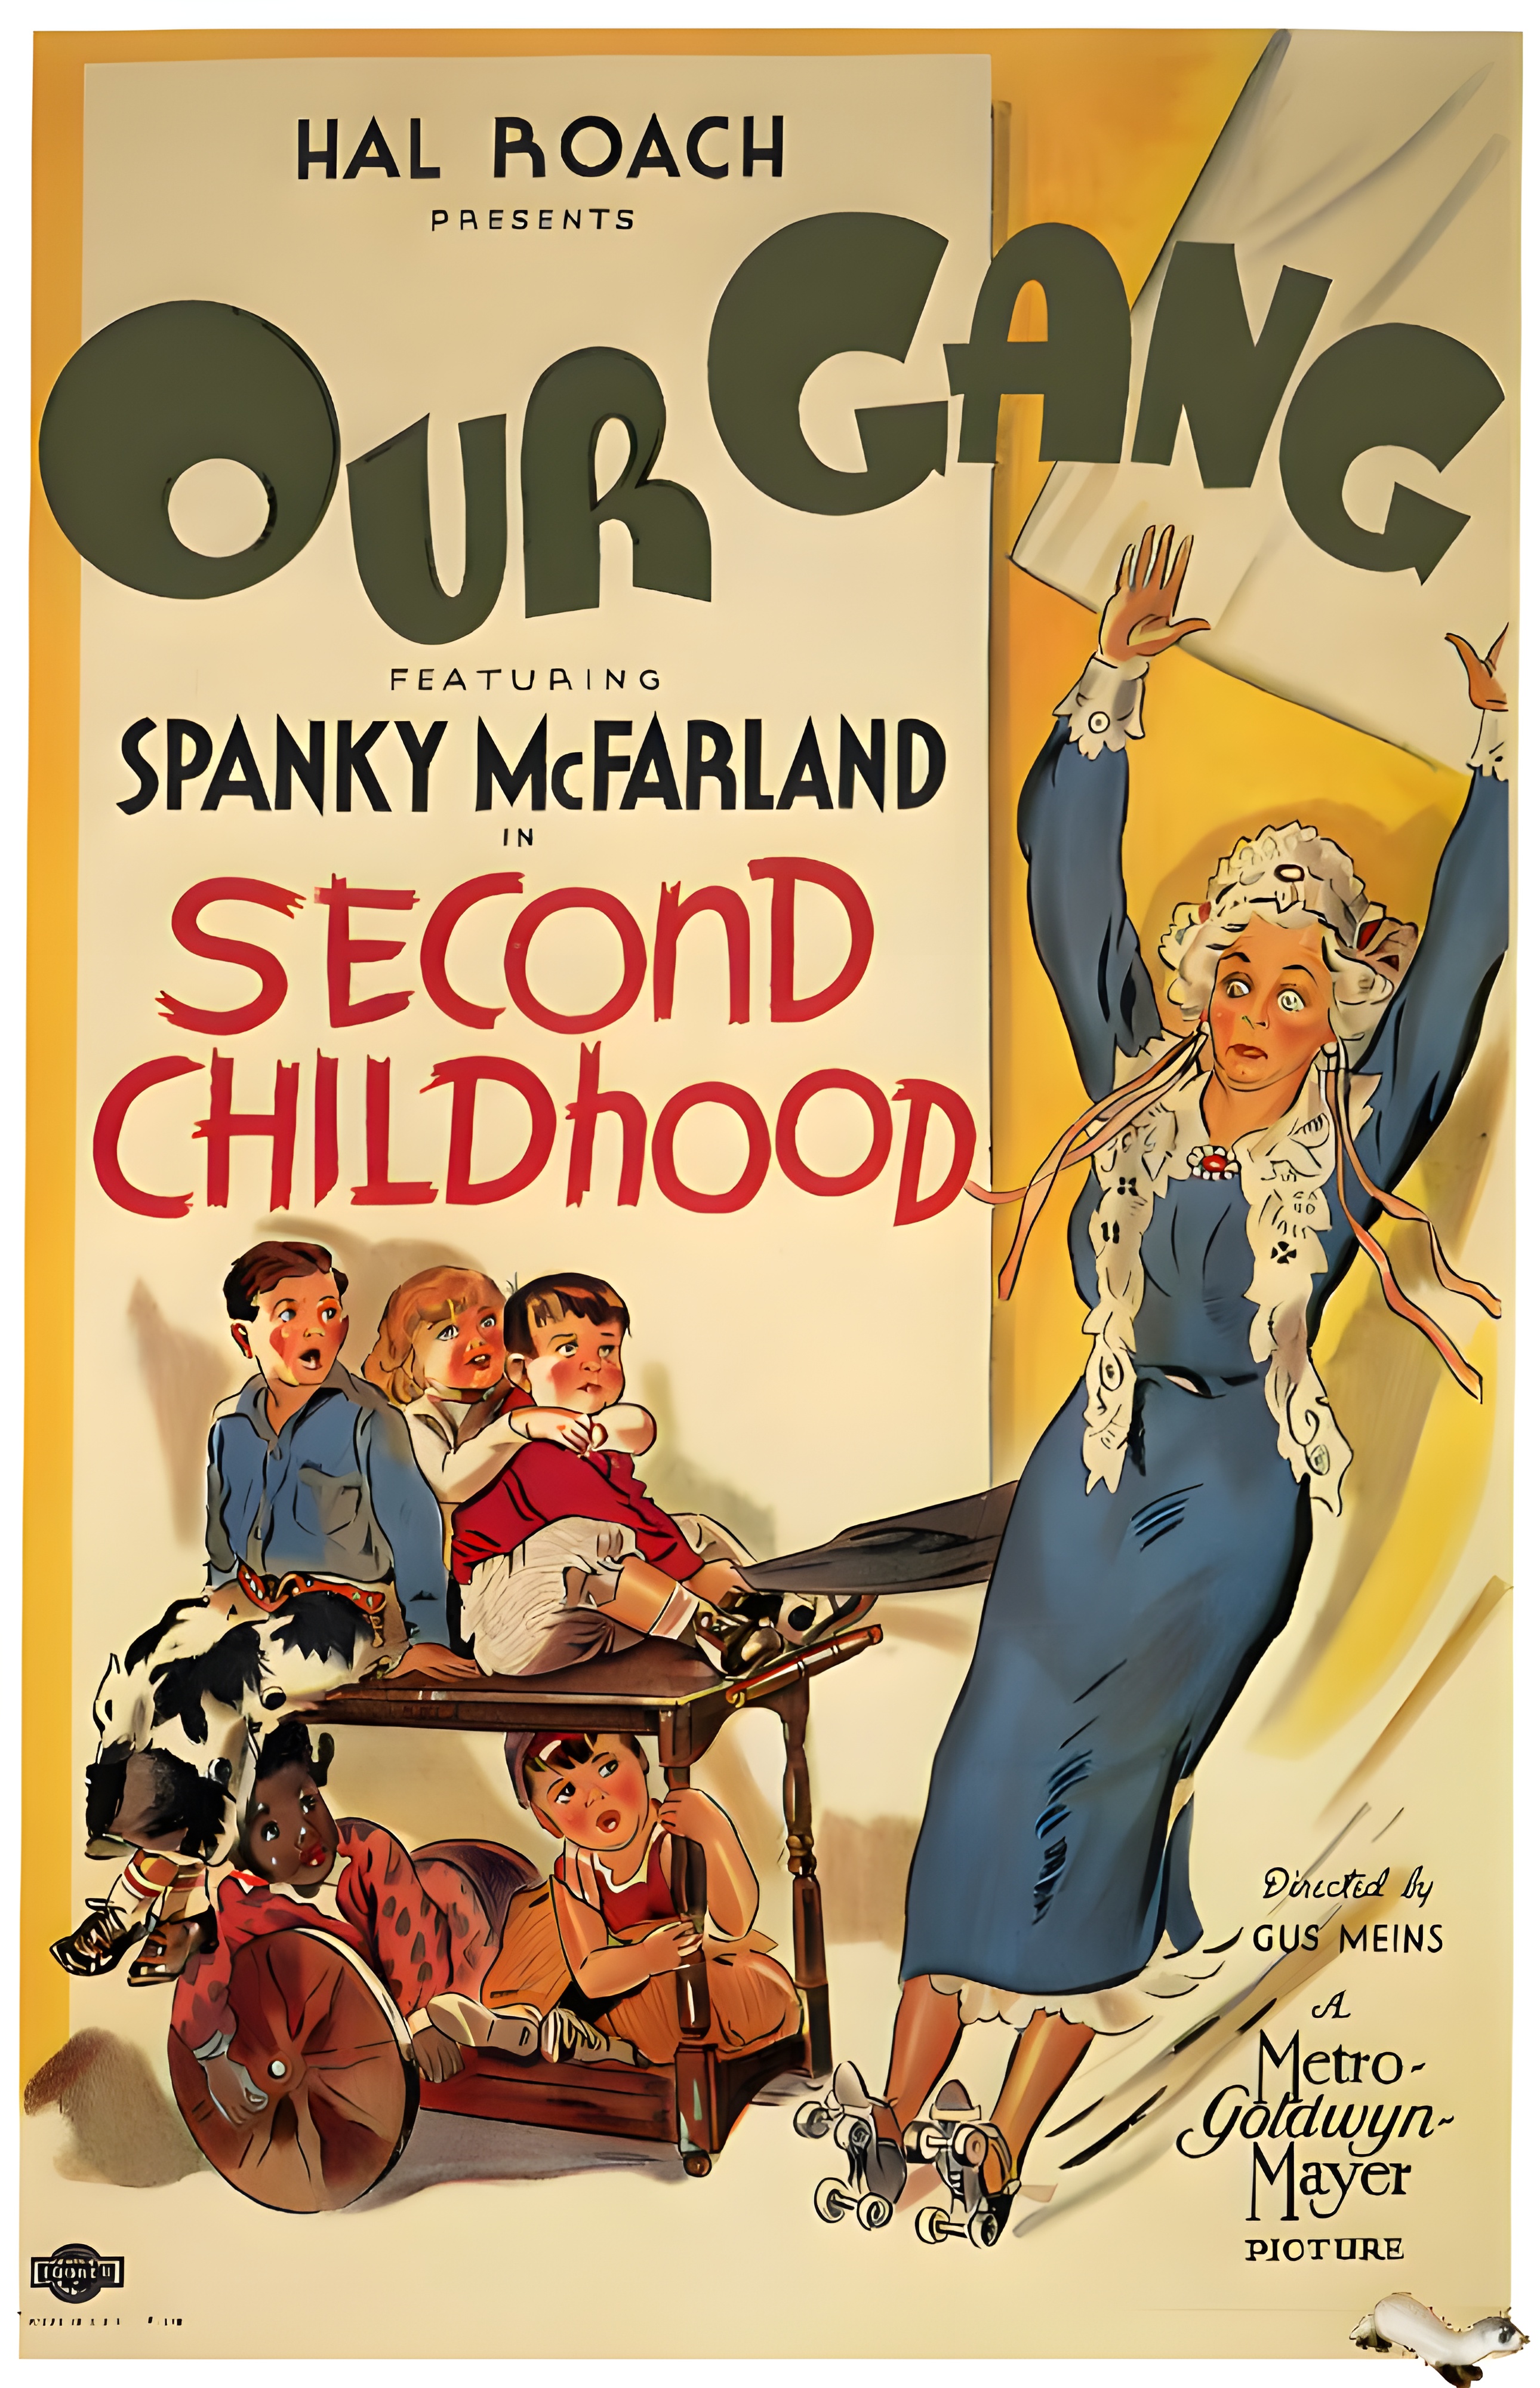 HAL ROACH
PRESENTS
OUR GANG
FEATURING
SPANKY McFARLAND
IN
SECOND
CHILDhOOD
Directed by
GUS MEINS
A
Metro-
Goldwyn-
Mayer
PICTURE